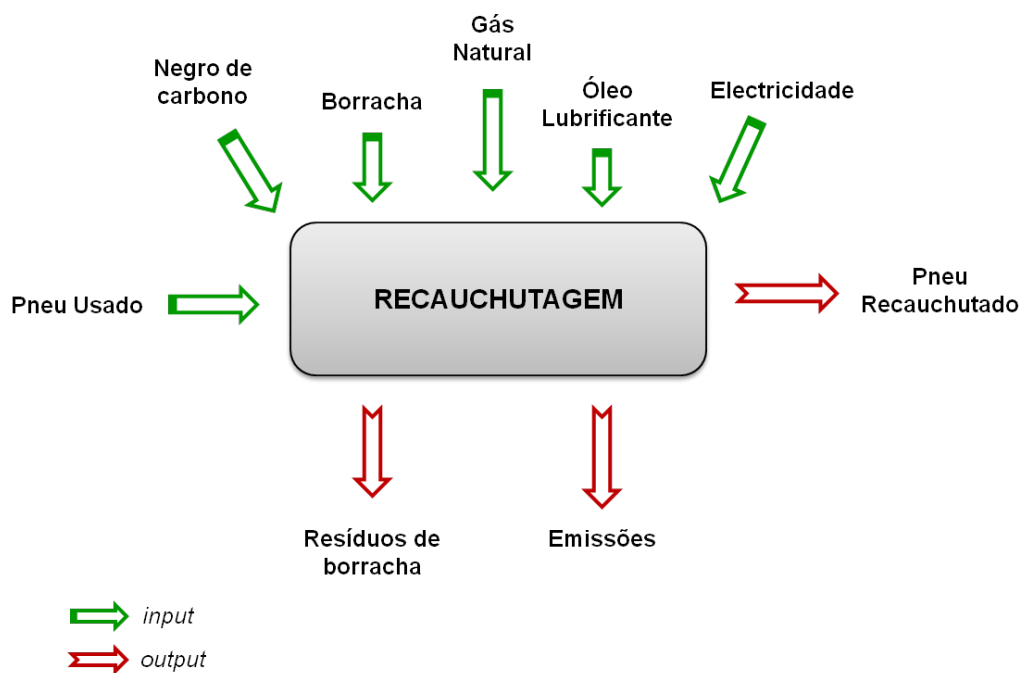 Gás
Natural
Negro de
carbono
Borracha
Óleo
Lubrificante
Electricidade
Pneu Usado
RECAUCHUTAGEM
Pneu
Recauchutado
Resíduos de
borracha
Emissões
input
output